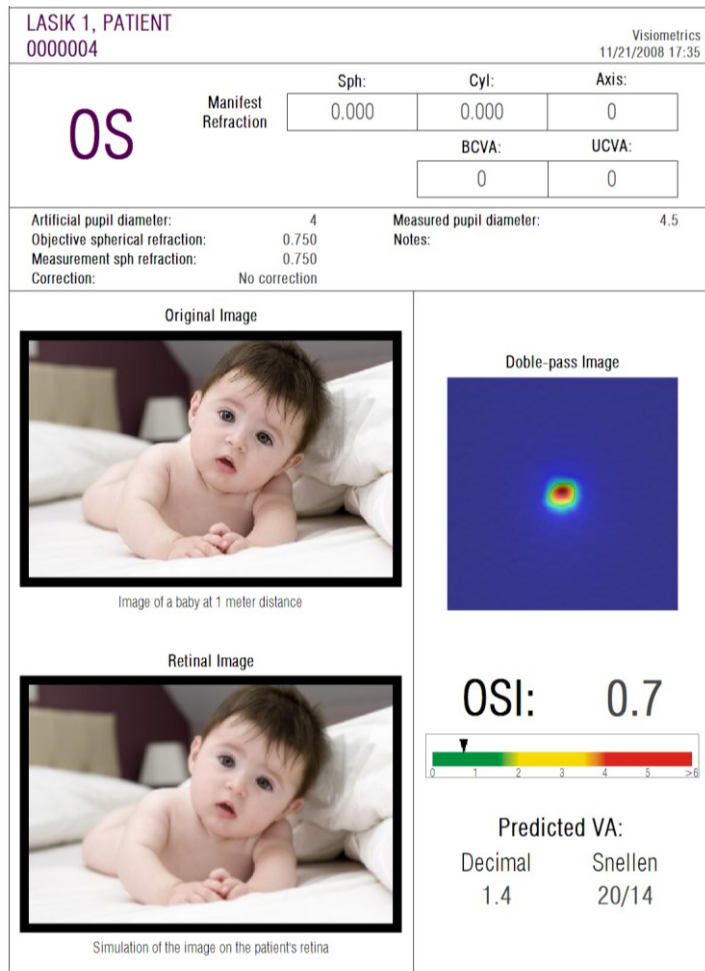 LASIK 1, PATIENT
0000004
Visiometrics
11/21/2008 17:35
OS
Manifest
Refraction
Sph: Cyl: Axis:
0.000 0.000 0
BCVA: UCVA:
0 0
Artificial pupil diameter: 4
Objective spherical refraction: 0.750
Measurement sph refraction: 0.750
Correction: No correction
Measured pupil diameter: 4.5
Notes:
Original Image
Image of a baby at 1 meter distance
Retinal Image
Simulation of the image on the patient's retina
Doble-pass Image
OSI: 0.7
0 1 2 3 4 5 >6
Predicted VA:
Decimal Snellen
1.4 20/14